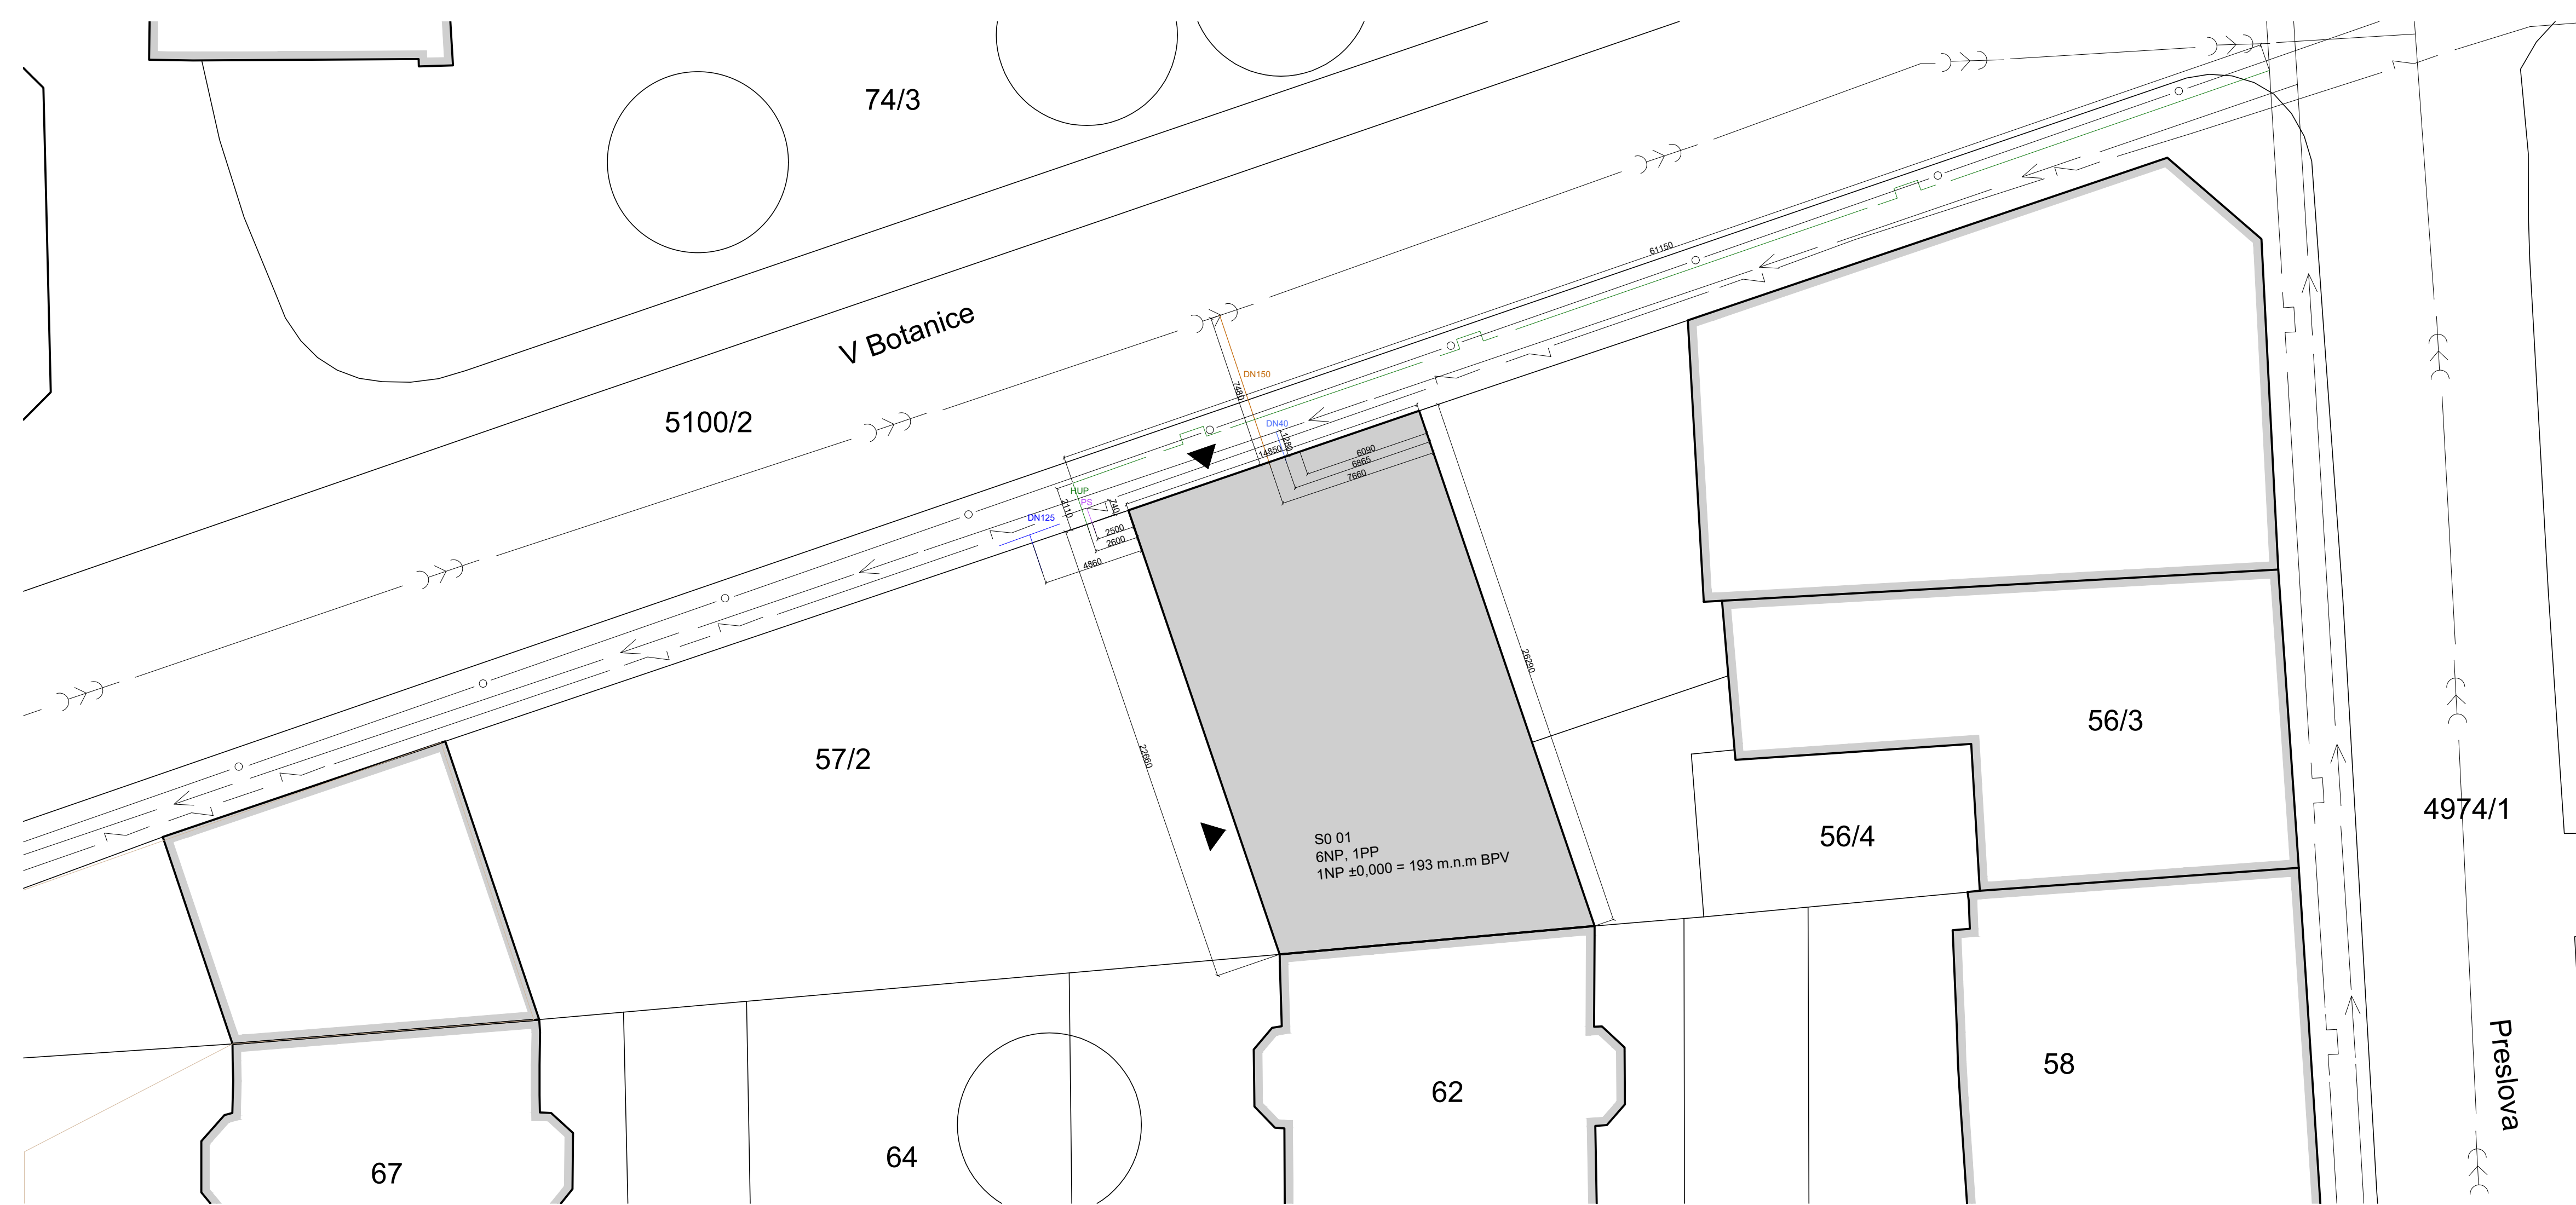 74/3
61150
V Botanice
DN150
7480
5100/2
DN40
1280
14850
6090
6865
7660
HUP
PS
2110
740
DN125
2500
2600
4860
26290
56/3
22660
57/2
4974/1
S0 01
6NP, 1PP
1NP ±0,000 = 193 m.n.m BPV
56/4
Preslova
58
62
64
67